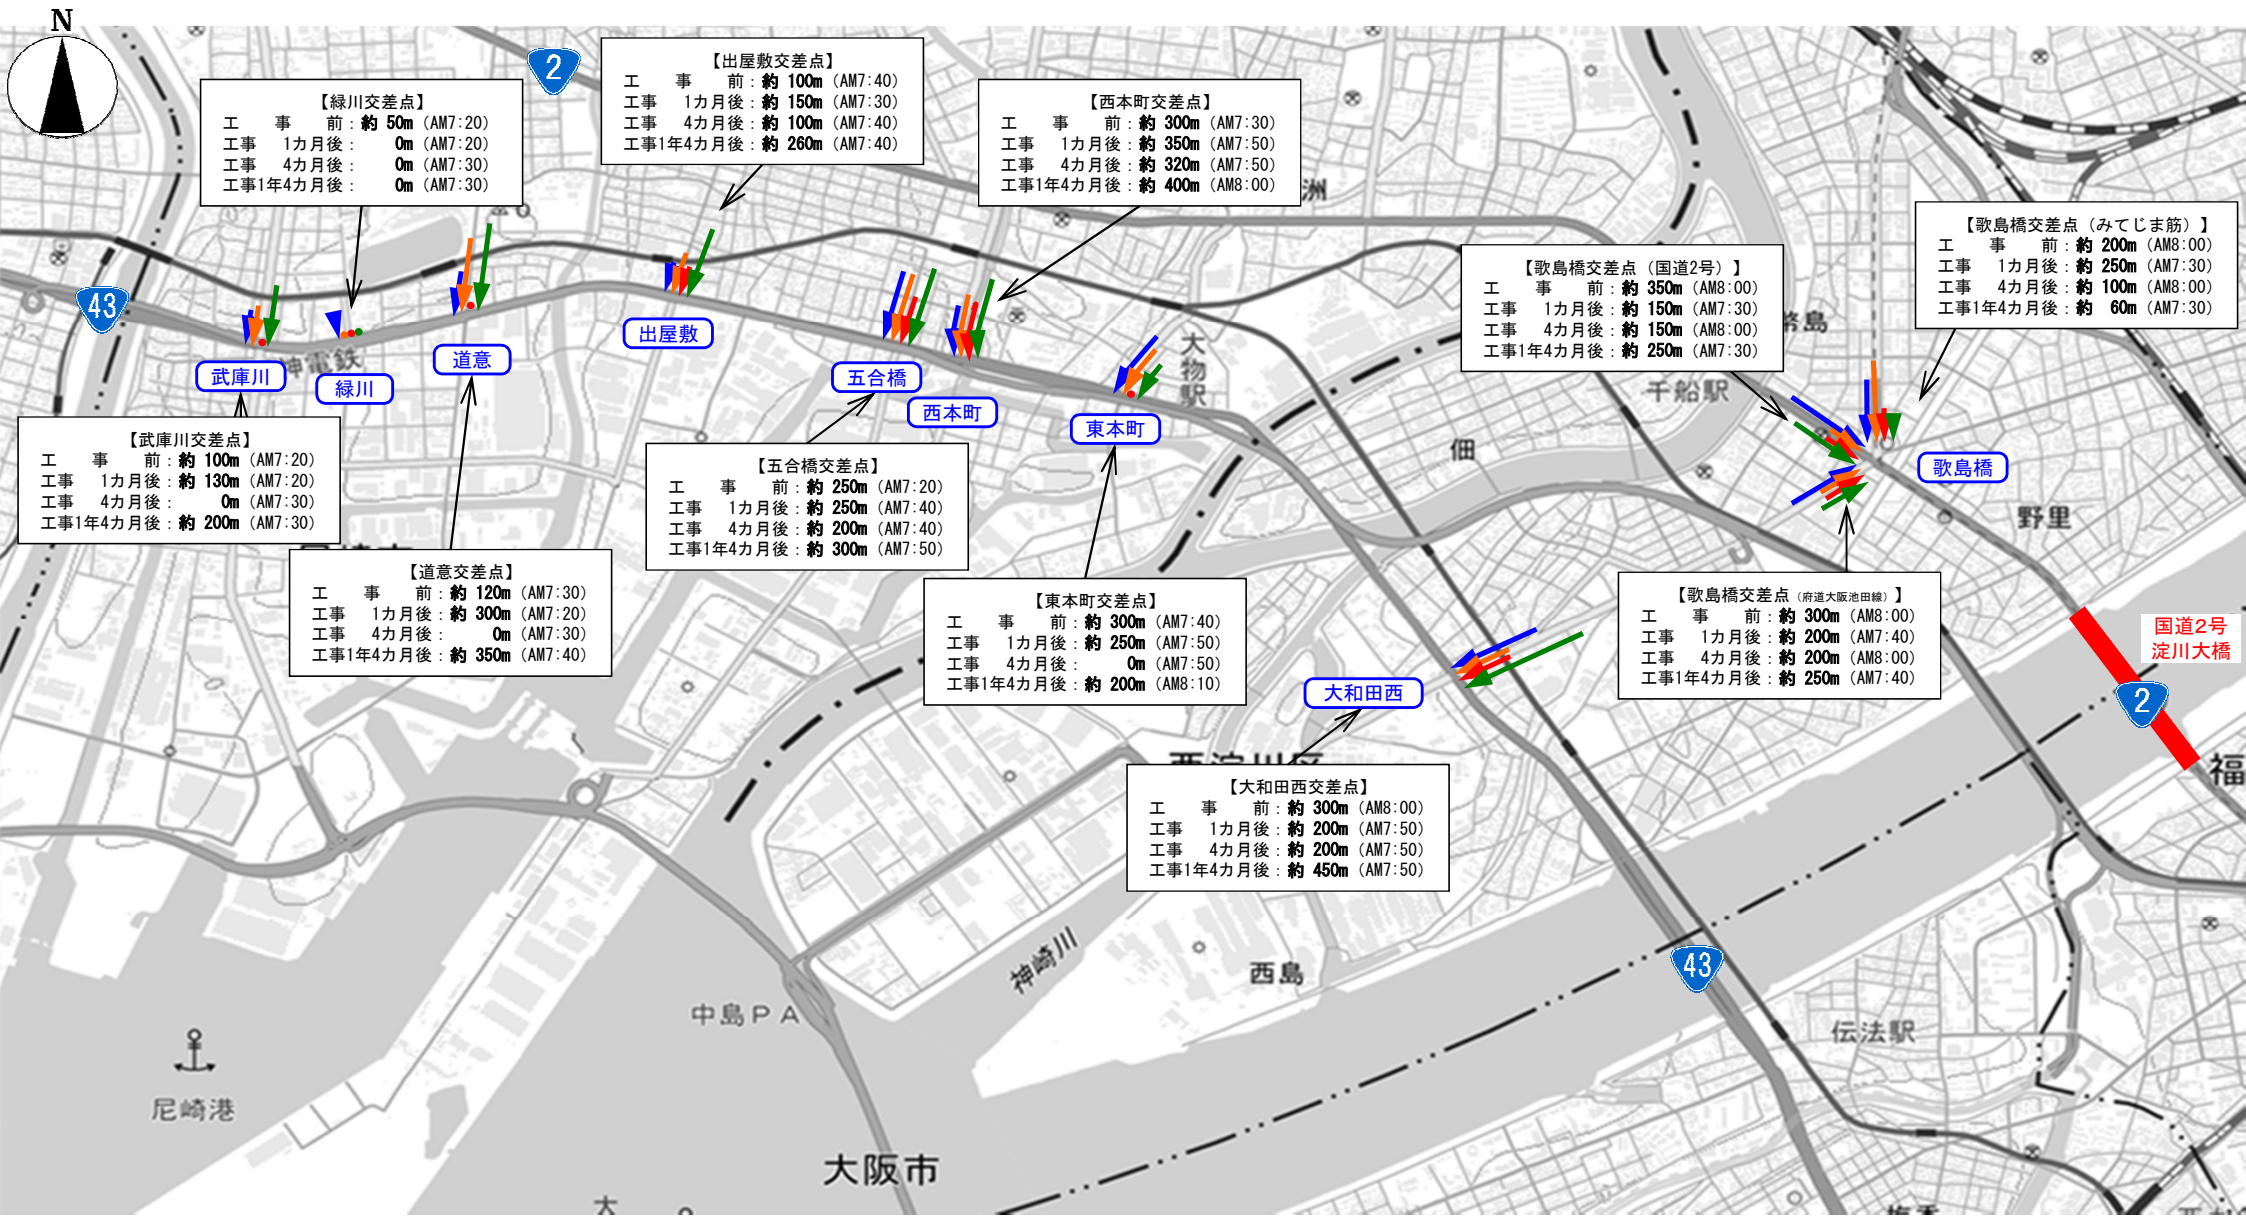 N
2
43
【緑川交差点】
工　事　前：約 50m（AM7:20）
工事　1カ月後：　0m（AM7:20）
工事　4カ月後：　0m（AM7:30）
工事1年4カ月後：　0m（AM7:30）
【出屋敷交差点】
工　事　前：約 100m（AM7:40）
工事　1カ月後：約 150m（AM7:30）
工事　4カ月後：約 100m（AM7:40）
工事1年4カ月後：約 260m（AM7:40）
【西本町交差点】
工　事　前：約 300m（AM7:30）
工事　1カ月後：約 350m（AM7:50）
工事　4カ月後：約 320m（AM7:50）
工事1年4カ月後：約 400m（AM8:00）
洲
【歌島橋交差点（国道2号）】
工　事　前：約 350m（AM8:00）
工事　1カ月後：約 150m（AM7:30）
工事　4カ月後：約 150m（AM8:00）
工事1年4カ月後：約 250m（AM7:30）
幣島
【歌島橋交差点（みてじま筋）】
工　事　前：約 200m（AM8:00）
工事　1カ月後：約 250m（AM7:30）
工事　4カ月後：約 100m（AM8:00）
工事1年4カ月後：約 60m（AM7:30）
武庫川
神電鉄
緑川
道意
出屋敷
五合橋
西本町
東本町
大物駅
千船駅
佃
歌島橋
野里
【武庫川交差点】
工　事　前：約 100m（AM7:20）
工事　1カ月後：約 130m（AM7:20）
工事　4カ月後：　0m（AM7:30）
工事1年4カ月後：約 200m（AM7:30）
【道意交差点】
工　事　前：約 120m（AM7:30）
工事　1カ月後：約 300m（AM7:20）
工事　4カ月後：　0m（AM7:30）
工事1年4カ月後：約 350m（AM7:40）
【五合橋交差点】
工　事　前：約 250m（AM7:20）
工事　1カ月後：約 250m（AM7:40）
工事　4カ月後：約 200m（AM7:40）
工事1年4カ月後：約 300m（AM7:50）
【東本町交差点】
工　事　前：約 300m（AM7:40）
工事　1カ月後：約 250m（AM7:50）
工事　4カ月後：　0m（AM7:50）
工事1年4カ月後：約 200m（AM8:10）
【歌島橋交差点（府道大阪池田線）】
工　事　前：約 300m（AM8:00）
工事　1カ月後：約 200m（AM7:40）
工事　4カ月後：約 200m（AM8:00）
工事1年4カ月後：約 250m（AM7:40）
国道2号
淀川大橋
2
大和田西
西淀川区
【大和田西交差点】
工　事　前：約 300m（AM8:00）
工事　1カ月後：約 200m（AM7:50）
工事　4カ月後：約 200m（AM7:50）
工事1年4カ月後：約 450m（AM7:50）
福
神崎川
西島
43
中島PA
伝法駅
尼崎港
大阪市
大